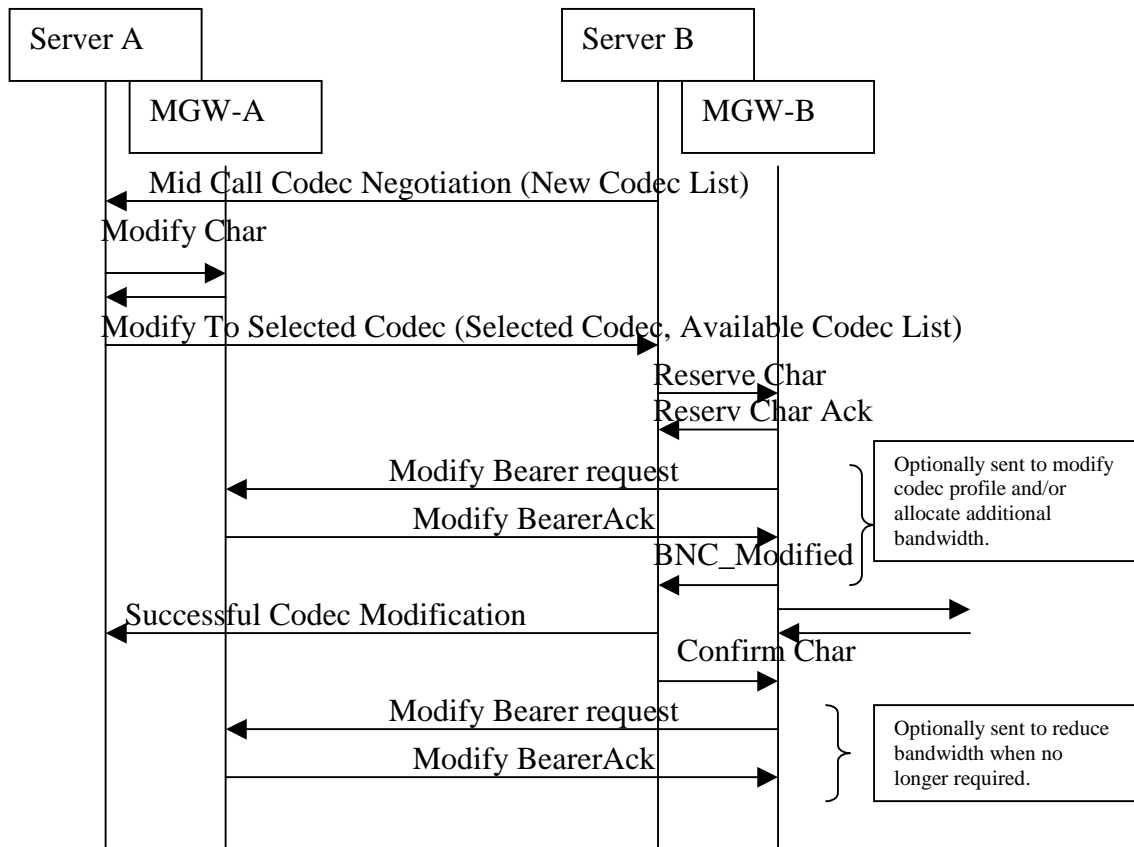 Server A
Server B
MGW-A
MGW-B
Mid Call Codec Negotiation (New Codec List)
Modify Char
Modify To Selected Codec (Selected Codec, Available Codec List)
Reserve Char
Reserv Char Ack
Modify Bearer request
Optionally sent to modify
codec profile and/or
allocate additional
bandwidth.
Modify BearerAck
BNC_Modified
Successful Codec Modification
Confirm Char
Modify Bearer request
Optionally sent to reduce
bandwidth when no
longer required.
Modify BearerAck